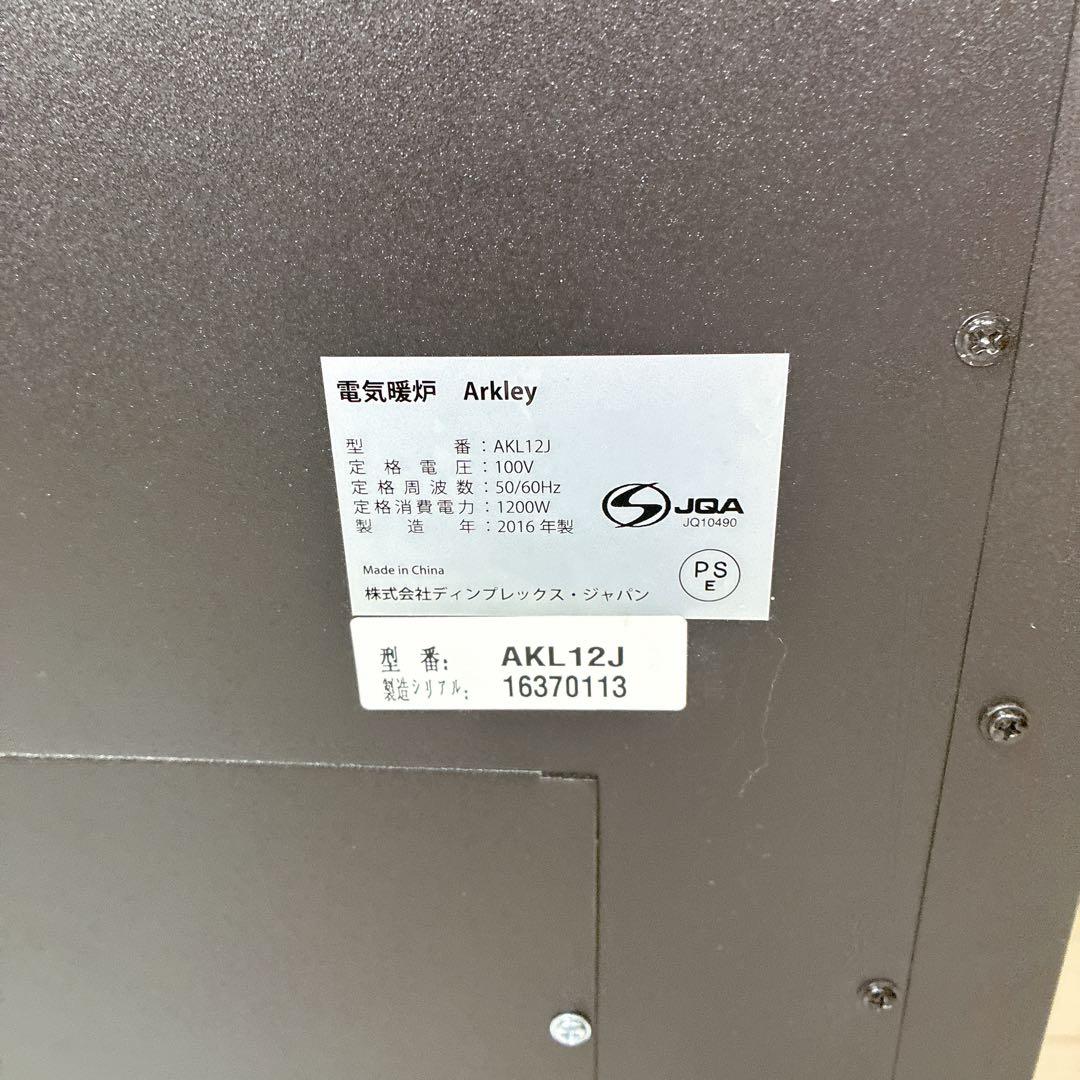 電気暖炉 Arkley
型番:AKL12J
定格電圧:100V
定格周波数:50/60Hz
定格消費電力:1200W
製造年:2016年製
JQA
JQ10490
Made in China
株式会社ディンプレックス・ジャパン
PS
E
型番: AKL12J
製造シリアル: 16370113